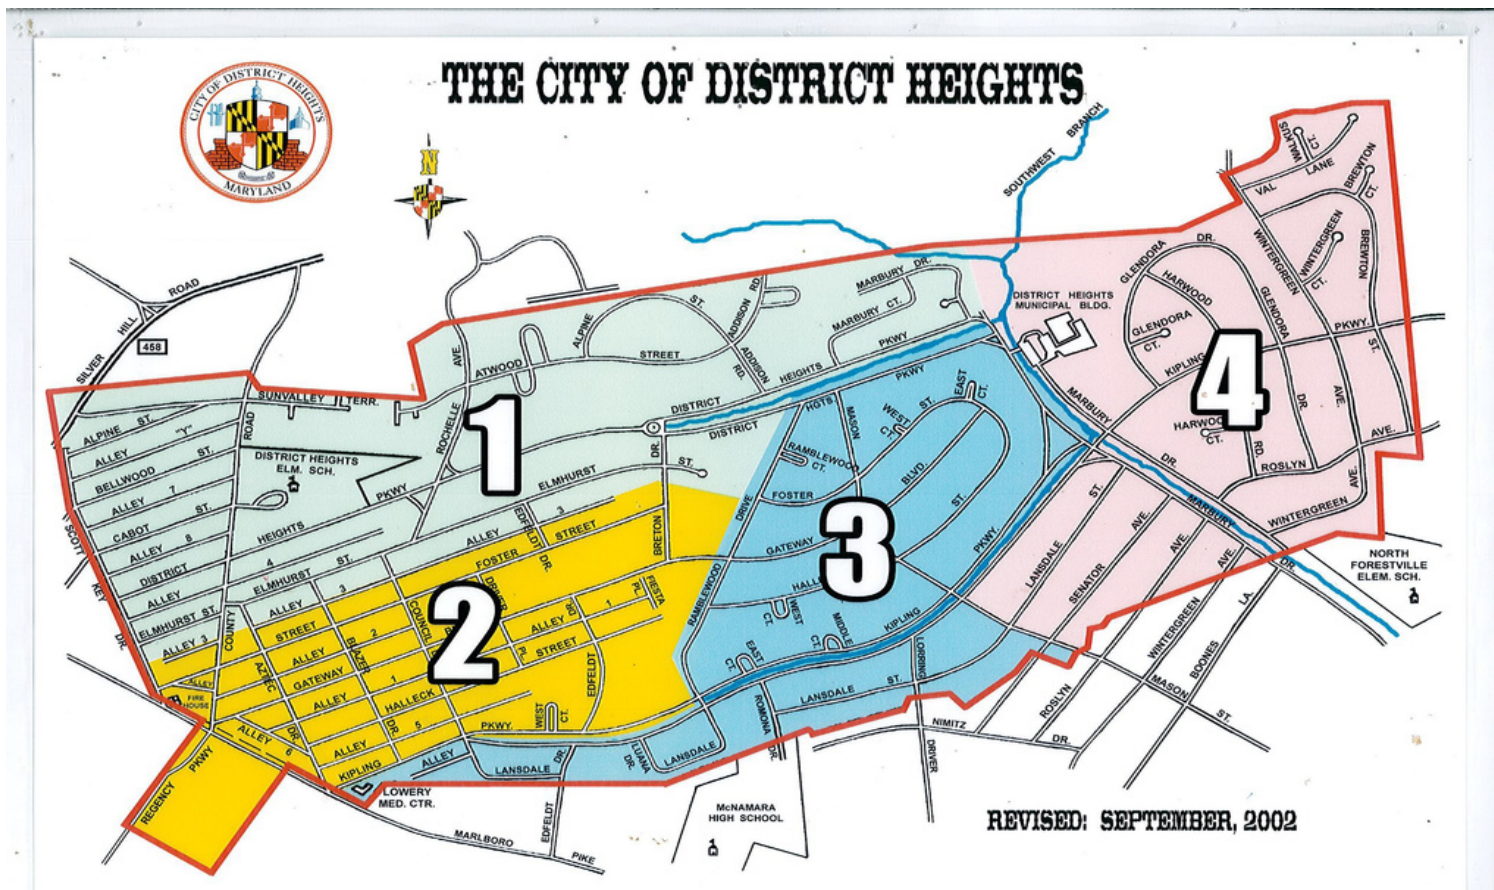 THE CITY OF DISTRICT HEIGHTS
CITY OF DISTRICT HEIGHTS
MARYLAND
N
SOUTHWEST BRANCH
WALKUS CT.
VAL LANE
BREWTON CT.
WINTERGREEN CT.
BREWTON ST.
WINTERGREEN AVE.
GLENDORA DR.
HARWOOD RD.
GLENDORA DR.
GLENDORA CT.
KIPLING PKWY.
HARWOOD CT.
ROSLYN AVE.
WINTERGREEN AVE.
DISTRICT HEIGHTS
MUNICIPAL BLDG.
4
SILVER HILL ROAD
458
MARBURY DR.
MARBURY CT.
ADDISON RD.
ADDISON RD.
ALPINE ST.
ATWOOD STREET
ROCHELLE AVE.
SUNVALLEY TERR.
DISTRICT HEIGHTS PKWY
DISTRICT HGTS PKWY
1
ALPINE ST.
ALLEY "Y"
BELLWOOD ST.
ALLEY 7
CABOT ST.
ALLEY 8
DISTRICT HEIGHTS PKWY
ALLEY 4
ELMHURST ST.
ELMHURST ST.
ELMHURST ST.
ALLEY 3
ALLEY 3
ALLEY 3
SCOTT KEY DR.
COUNTY ROAD
DISTRICT HEIGHTS
ELM. SCH.
BRETON DR.
EDFELDT DR.
FOSTER STREET
STREET
ALLEY 2
GATEWAY
ALLEY 1
HALLECK STREET
ALLEY 1
ALLEY 5
KIPLING PKWY.
AZTEC DR.
BLAZER
COUNCIL DR.
DRIVER
PL.
DR.
FIESTA PL.
EDFELDT
WEST CT.
2
ALLEY
FIRE
HOUSE
ALLEY 6
REGENCY PKWY
ALLEY
LANSDALE DR.
LOWERY
MED. CTR.
MARLBORO PIKE
EDFELDT
LUANA DR.
LANSDALE
ROMONA DR.
LANSDALE ST.
LORRING
DRIVER
NIMITZ DR.
McNAMARA
HIGH SCHOOL
MASON
WEST CT.
ST.
EAST CT.
RAMBLEWOOD CT.
FOSTER
BLVD.
ST.
GATEWAY
RAMBLEWOOD DRIVE
WEST CT.
MIDDLE CT.
EAST CT.
KIPLING PKWY.
3
MARBURY DR.
MARBURY DR.
LANSDALE ST.
SENATOR AVE.
ROSLYN AVE.
WINTERGREEN AVE.
BOONES LA.
MASON ST.
NORTH
FORESTVILLE
ELEM. SCH.
REVISED: SEPTEMBER, 2002